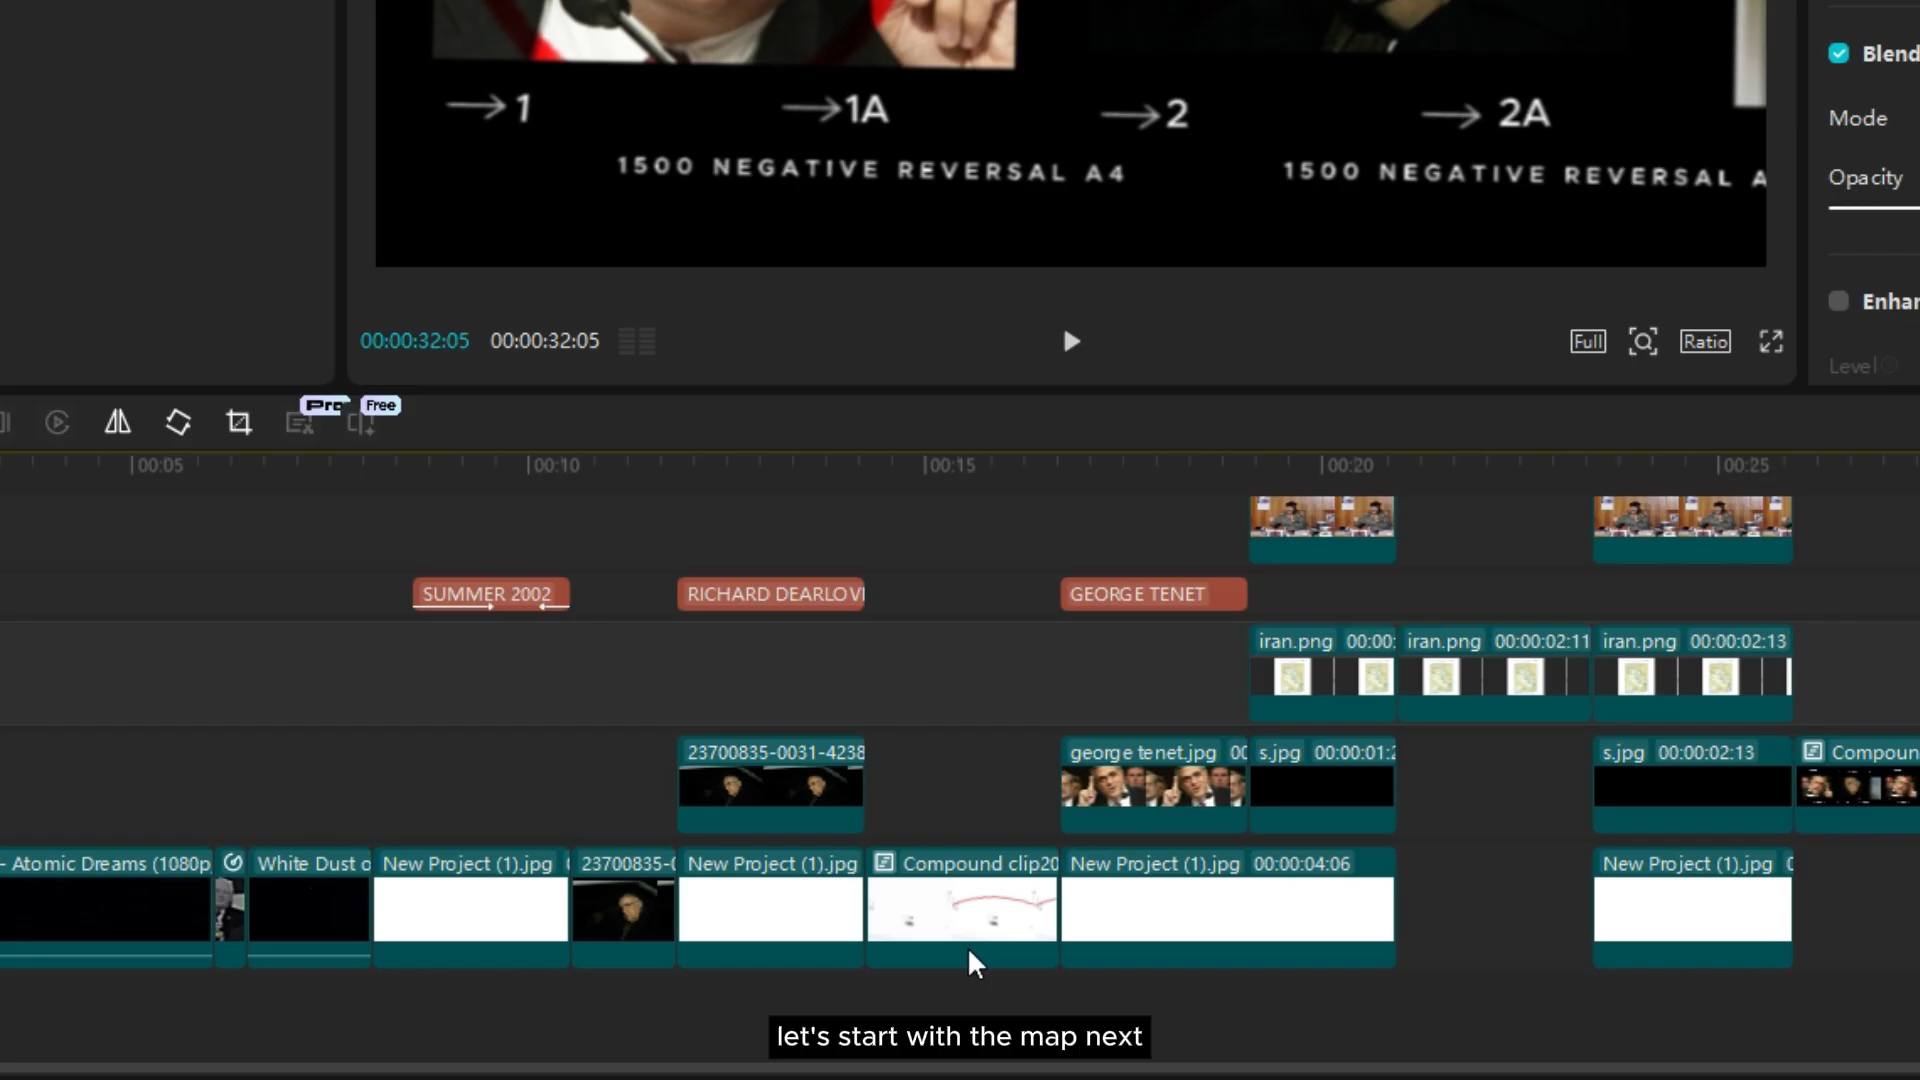 Blend
→1
→1A
→2
→ 2A
Mode
1500 NEGATIVE REVERSAL A4
1500 NEGATIVE REVERSAL A
Opacity
Enhan
00:00:32:05
00:00:32:05
Full
Ratio
Level
Pro
Free
00:05
00:10
00:15
00:20
00:25
SUMMER 2002
RICHARD DEARLOV
GEORGE TENET
iran.png 00:00:
iran.png 00:00:02:11
iran.png 00:00:02:13
23700835-0031-4238
george tenet.jpg 00
s.jpg 00:00:01:2
s.jpg 00:00:02:13
Compoun
- Atomic Dreams (1080p
White Dust o
New Project (1).jpg
23700835-0
New Project (1).jpg
Compound clip20
New Project (1).jpg 00:00:04:06
New Project (1).jpg 0
let's start with the map next